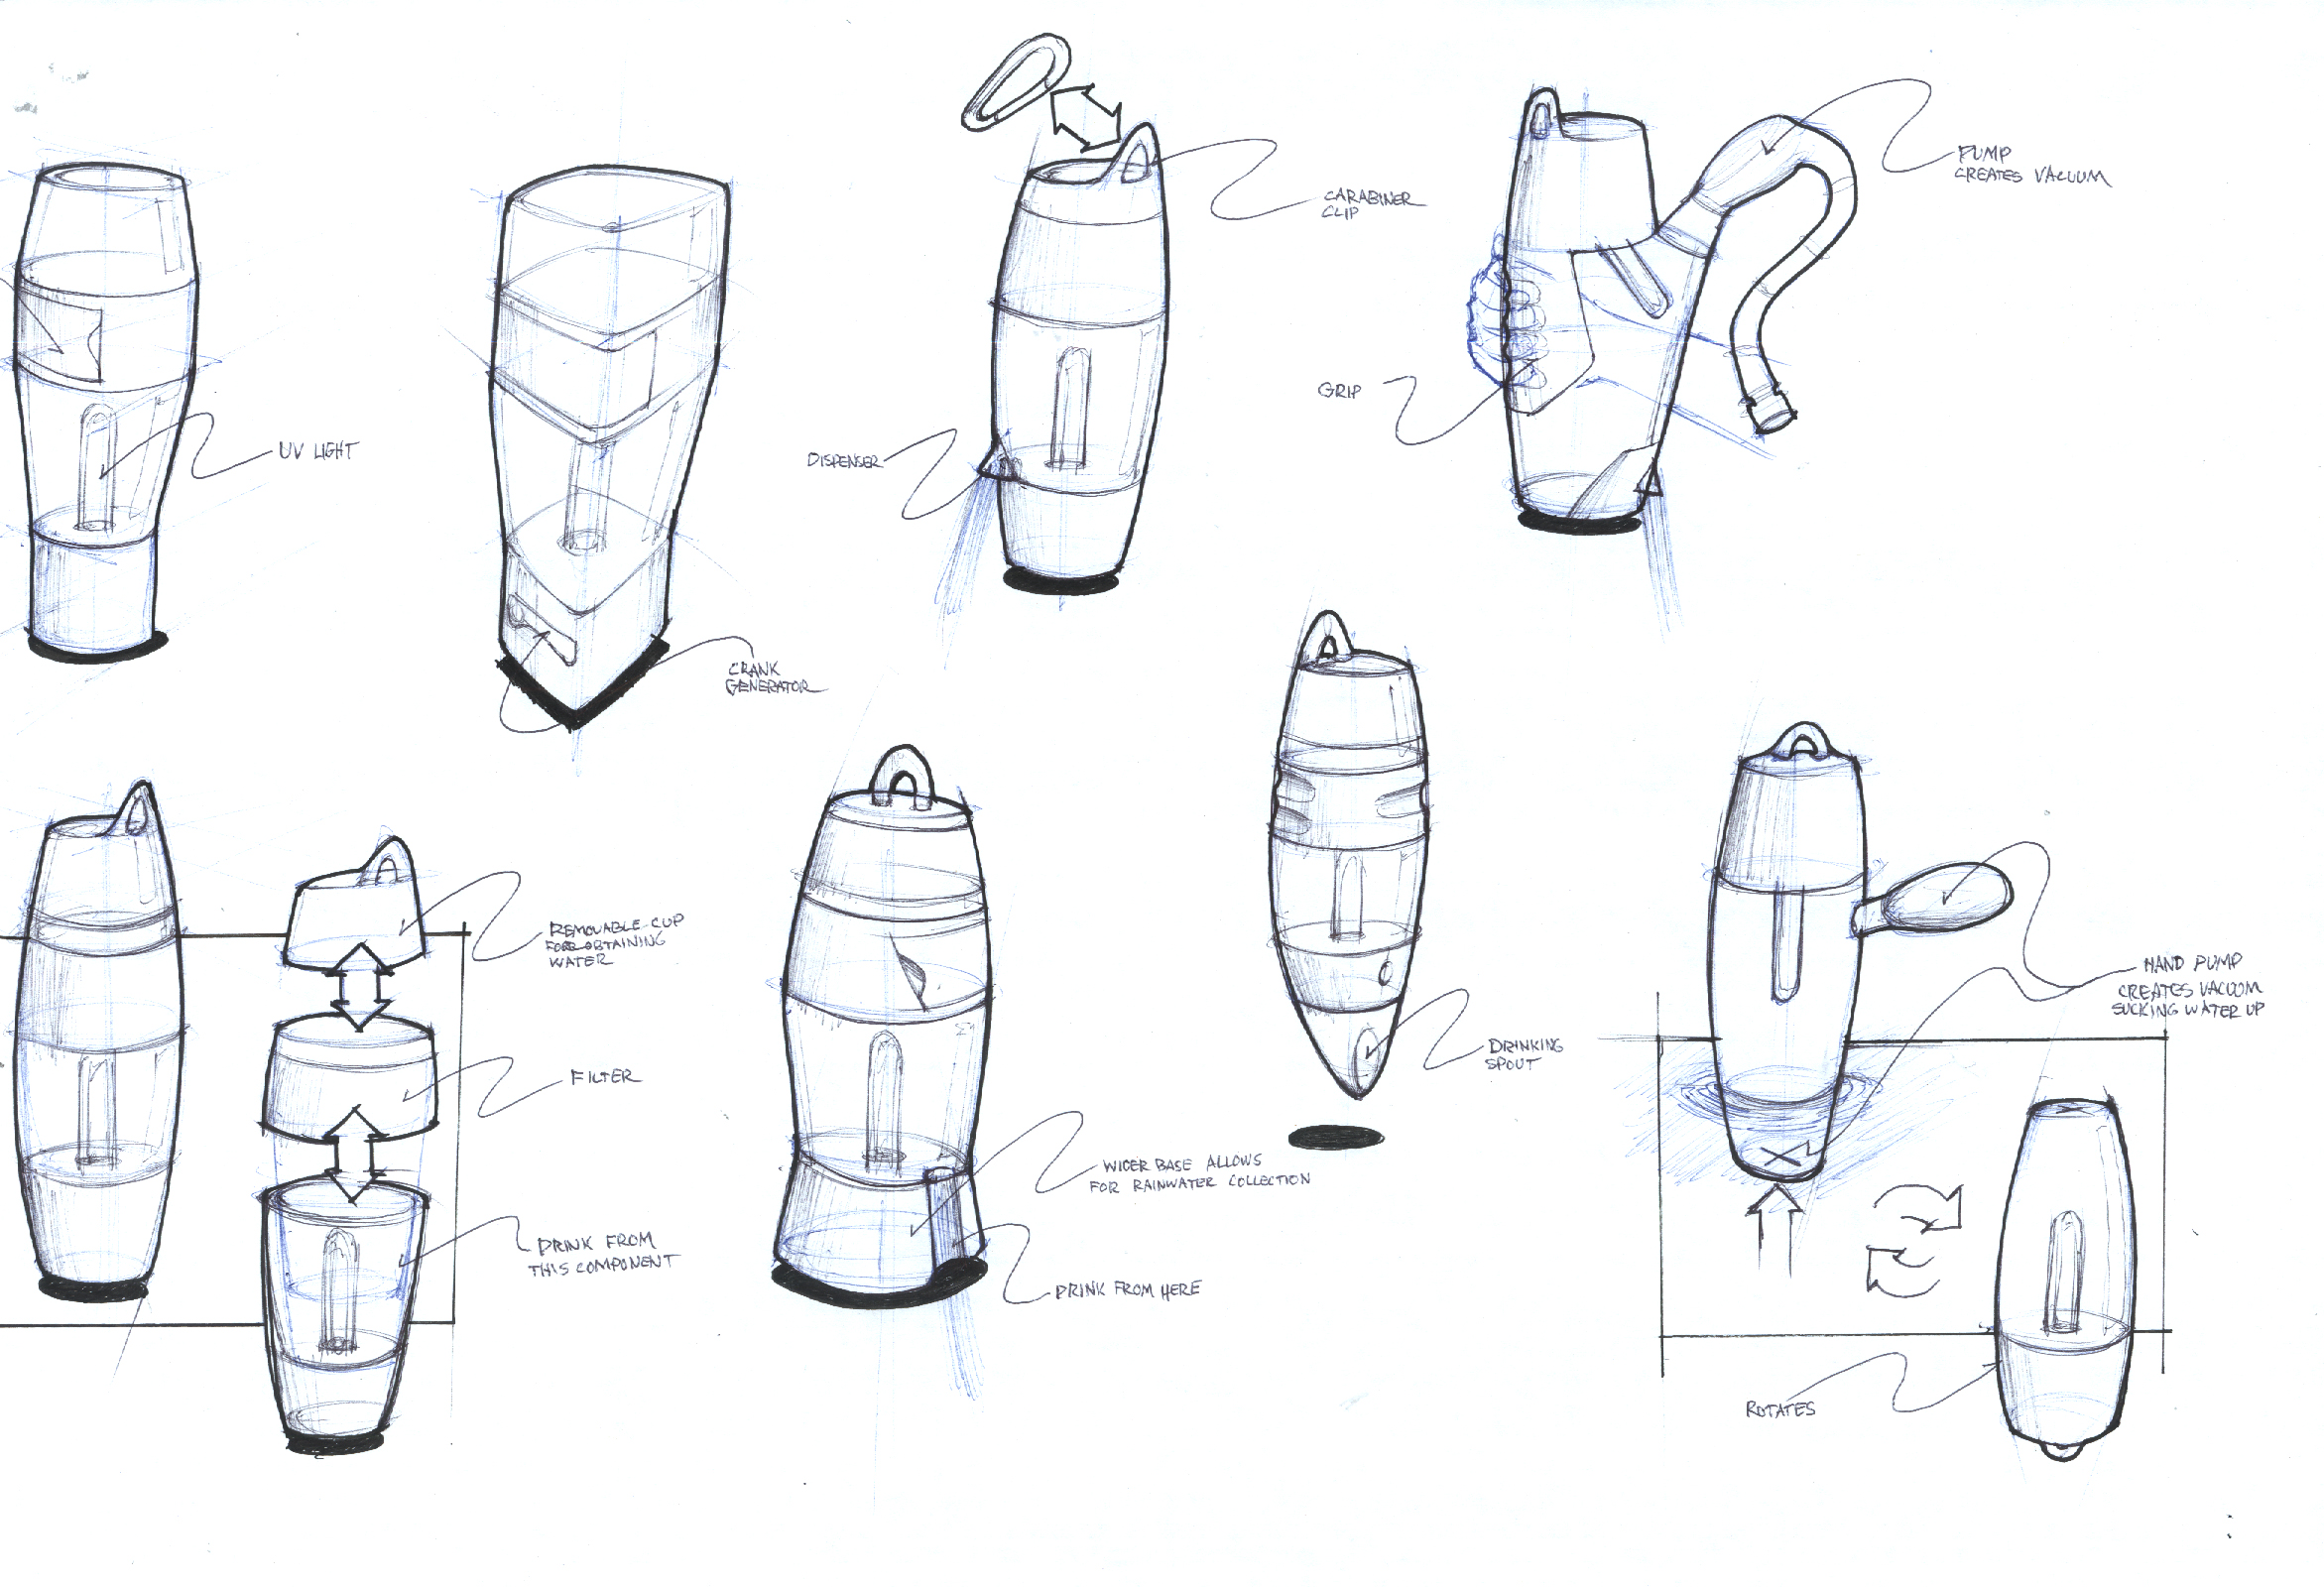 PUMP
CREATES VACUUM
CARABINER
CLIP
GRIP
UV LIGHT
DISPENSER
CRANK
GENERATOR
REMOVABLE CUP
FOR OBTAINING
WATER
HAND PUMP
CREATES VACUUM
SUCKING WATER UP
DRINKING
SPOUT
FILTER
WIDER BASE ALLOWS
FOR RAINWATER COLLECTION
DRINK FROM
THIS COMPONENT
DRINK FROM HERE
ROTATES